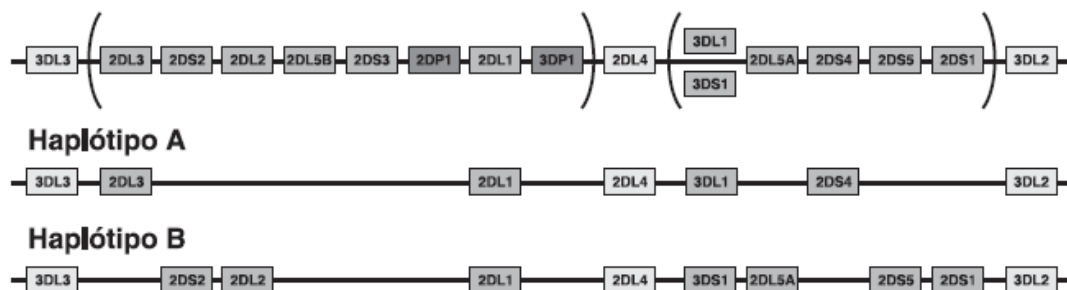 3DL3 2DL3 2DS2 2DL2 2DL5B 2DS3 2DP1 2DL1 3DP1 2DL4 3DL1 2DL5A 2DS4 2DS5 2DS1 3DL2
3DS1
Haplótipo A
3DL3 2DL3 2DL1 2DL4 3DL1 2DS4 3DL2
Haplótipo B
3DL3 2DS2 2DL2 2DL1 2DL4 3DS1 2DL5A 2DS5 2DS1 3DL2